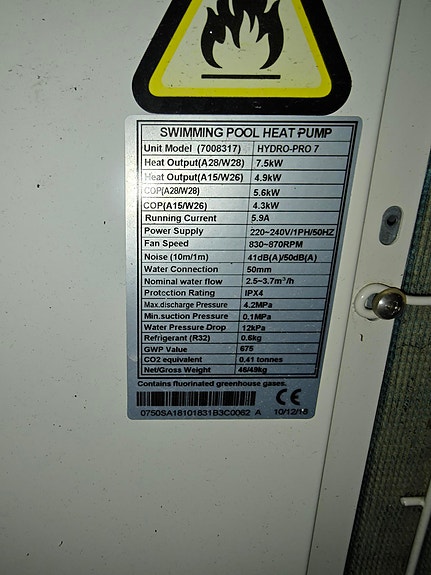 SWIMMING POOL HEAT PUMP
Unit Model (7008317) HYDRO-PRO 7
Heat Output(A28/W28) 7.5kW
Heat Output(A15/W26) 4.9kW
COP(A28/W28) 5.6kW
COP(A15/W26) 4.3kW
Running Current 5.9A
Power Supply 220~240V/1PH/50HZ
Fan Speed 830~870RPM
Noise (10m/1m) 41dB(A)/50dB(A)
Water Connection 50mm
Nominal water flow 2.5~3.7m³/h
Protection Rating IPX4
Max.discharge Pressure 4.2MPa
Min.suction Pressure 0.1MPa
Water Pressure Drop 12kPa
Refrigerant (R32) 0.6kg
GWP Value 675
CO2 equivalent 0.41 tonnes
Net/Gross Weight 46/49kg
Contains fluorinated greenhouse gases.
CE
0750SA18101831B3C0062 A 10/12/18